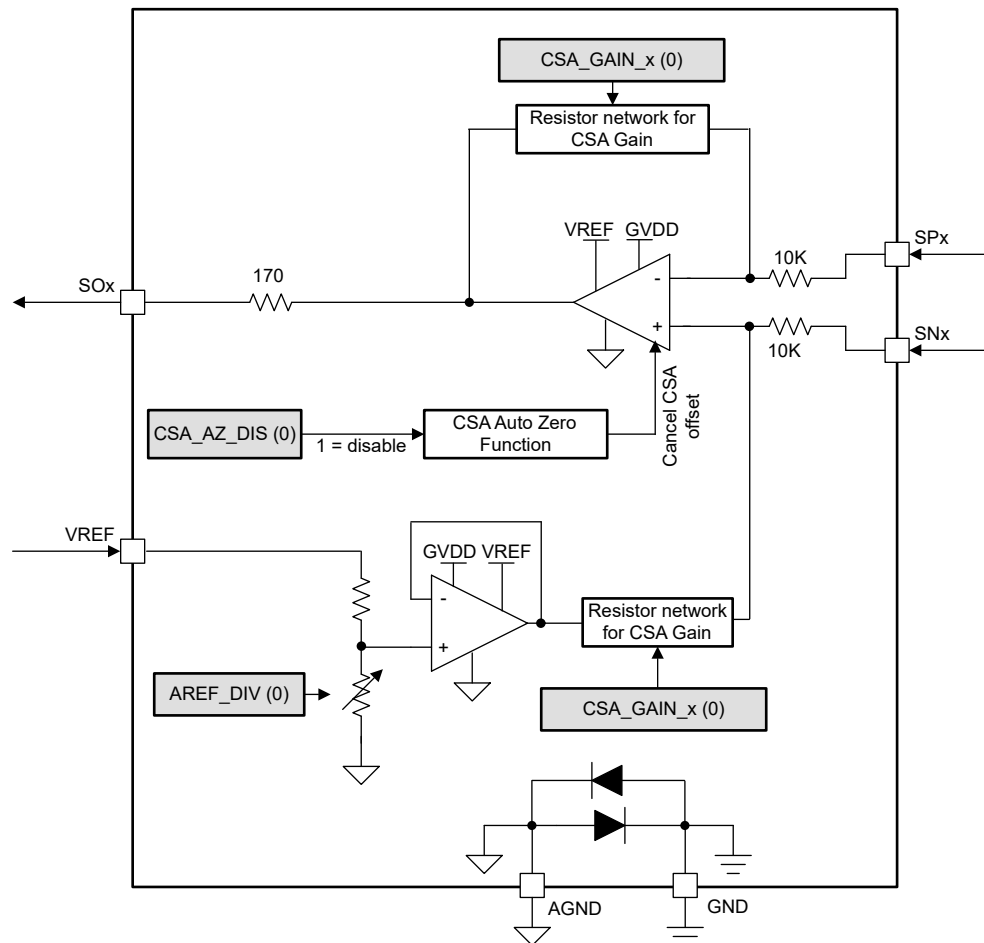 CSA_GAIN_x (0)
Resistor network for
CSA Gain
VREF
GVDD
SPx
10K
-
SOx
170
+
SNx
10K
Cancel CSA
offset
CSA_AZ_DIS (0)
1 = disable
CSA Auto Zero
Function
VREF
GVDD
VREF
-
+
Resistor network
for CSA Gain
AREF_DIV (0)
CSA_GAIN_x (0)
AGND
GND